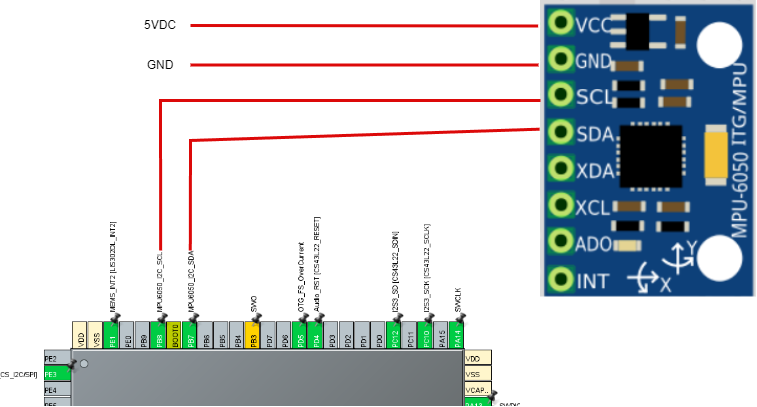 5VDC
GND
VCC
GND
SCL
SDA
XDA
XCL
ADO
INT
MPU-6050 ITG/MPU
Y
X
MEMS_INT2 [LIS302DL_INT2]
MPU6050_I2C_SCL
MPU6050_I2C_SDA
SWO
OTG_FS_OverCurrent
Audio_RST [CS43L22_RESET]
I2S3_SD [CS43L22_SDIN]
I2S3_SCK [CS43L22_SCLK]
SWCLK
VDD
VSS
PE1
PE0
PB9
PB8
BOOT0
PB7
PB6
PB5
PB4
PB3
PD7
PD6
PD5
PD4
PD3
PD2
PD1
PD0
PC12
PC11
PC10
PA15
PA14
PE2
[CS_I2C/SPI]
PE3
PE4
PE5
VDD
VSS
VCAP..
PA13
SWDIO